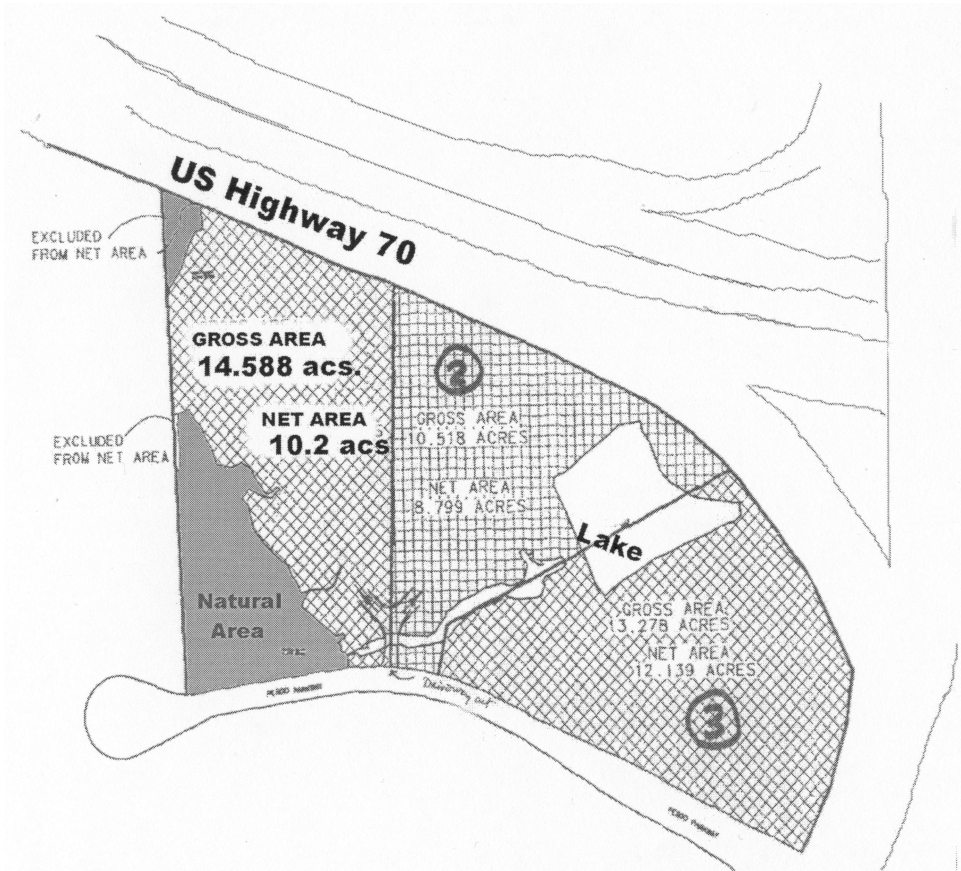 US Highway 70
EXCLUDED
FROM NET AREA
GROSS AREA
14.588 acs.
NET AREA
10.2 acs
2
GROSS AREA
10.518 ACRES
NET AREA
8.799 ACRES
EXCLUDED
FROM NET AREA
Lake
Natural
Area
GROSS AREA
13.278 ACRES
NET AREA
12.139 ACRES
3
Driveway cut